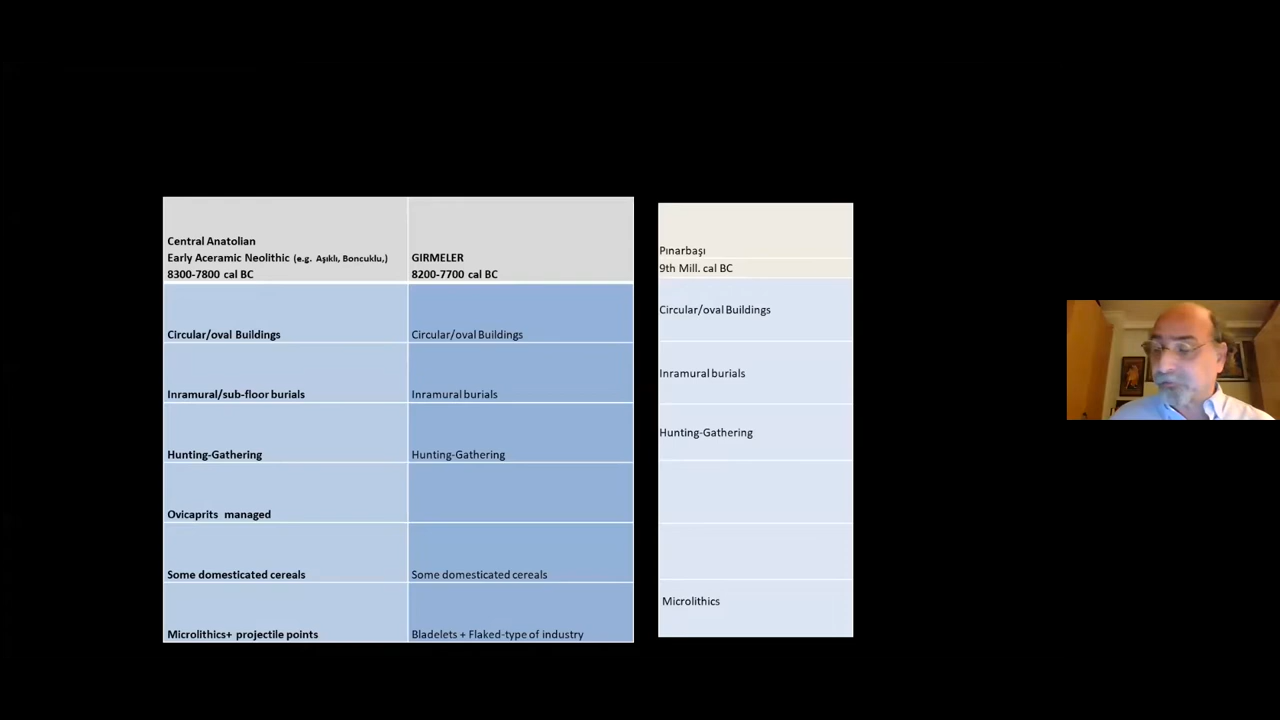 Central Anatolian
Early Aceramic Neolithic (e.g. Aşıklı, Boncuklu,)
8300-7800 cal BC
GIRMELER
8200-7700 cal BC
Pınarbaşı
9th Mill. cal BC
Circular/oval Buildings
Circular/oval Buildings
Circular/oval Buildings
Inramural/sub-floor burials
Inramural burials
Inramural burials
Hunting-Gathering
Hunting-Gathering
Hunting-Gathering
Ovicaprits managed
Some domesticated cereals
Some domesticated cereals
Microlithics+ projectile points
Bladelets + Flaked-type of industry
Microlithics